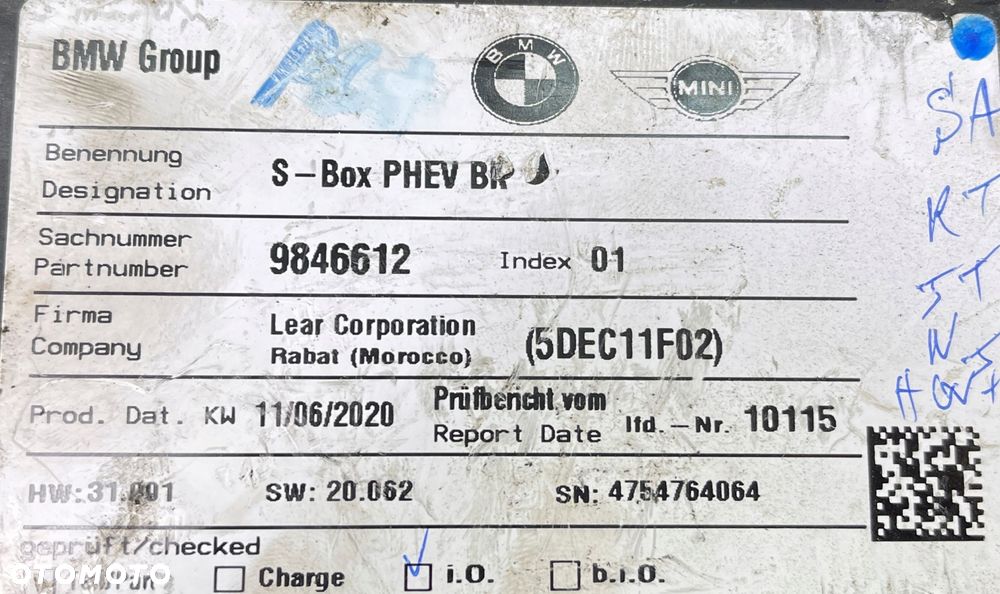 BMW Group
BMW
MINI
Benennung
Designation
S-Box PHEV
Sachnummer
Partnumber
9846612 Index 01
Firma
Company
Lear Corporation
Rabat (Morocco)
(5DEC11F02)
Prod. Dat. KW 11/06/2020
Prüfbericht vom
Report Date
lfd.-Nr. 10115
HW:31.001 SW: 20.062 SN: 4754764064
geprüft/checked
Charge i.O. b.i.O.
OTOMOTO
SA